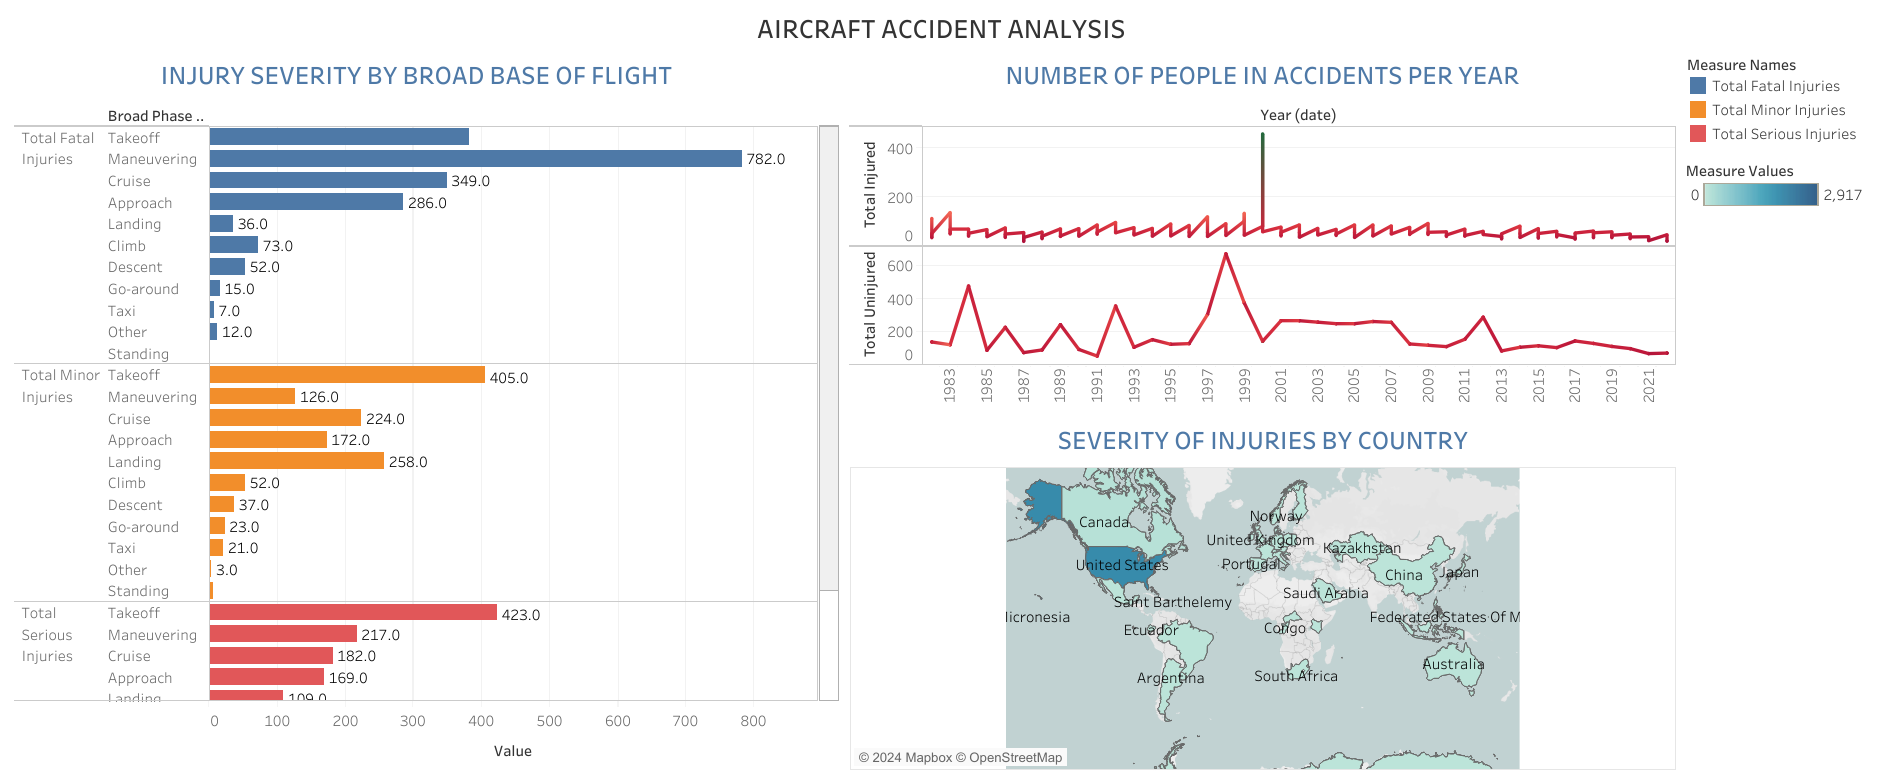 AIRCRAFT ACCIDENT ANALYSIS
INJURY SEVERITY BY BROAD BASE OF FLIGHT
Broad Phase ..
Total Fatal
Injuries
Takeoff
Maneuvering 782.0
Cruise 349.0
Approach 286.0
Landing 36.0
Climb 73.0
Descent 52.0
Go-around 15.0
Taxi 7.0
Other 12.0
Standing
Total Minor
Injuries
Takeoff 405.0
Maneuvering 126.0
Cruise 224.0
Approach 172.0
Landing 258.0
Climb 52.0
Descent 37.0
Go-around 23.0
Taxi 21.0
Other 3.0
Standing
Total
Serious
Injuries
Takeoff 423.0
Maneuvering 217.0
Cruise 182.0
Approach 169.0
Landing 109.0
0 100 200 300 400 500 600 700 800
Value
NUMBER OF PEOPLE IN ACCIDENTS PER YEAR
Year (date)
Total Injured
400
200
0
Total Uninjured
600
400
200
0
1983 1985 1987 1989 1991 1993 1995 1997 1999 2001 2003 2005 2007 2009 2011 2013 2015 2017 2019 2021
Measure Names
Total Fatal Injuries
Total Minor Injuries
Total Serious Injuries
Measure Values
0 2,917
SEVERITY OF INJURIES BY COUNTRY
Canada
Norway
United Kingdom
Kazakhstan
United States
Portugal
China
Japan
Saudi Arabia
Saint Barthelemy
icronesia
Federated States Of M
Ecuador
Congo
Australia
Argentina
South Africa
© 2024 Mapbox © OpenStreetMap